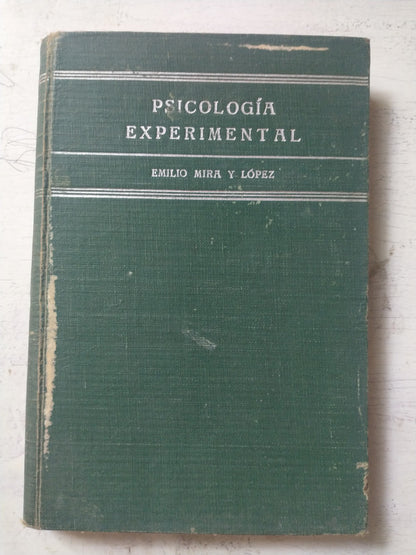 PSICOLOGÍA
EXPERIMENTAL
EMILIO MIRA Y LÓPEZ